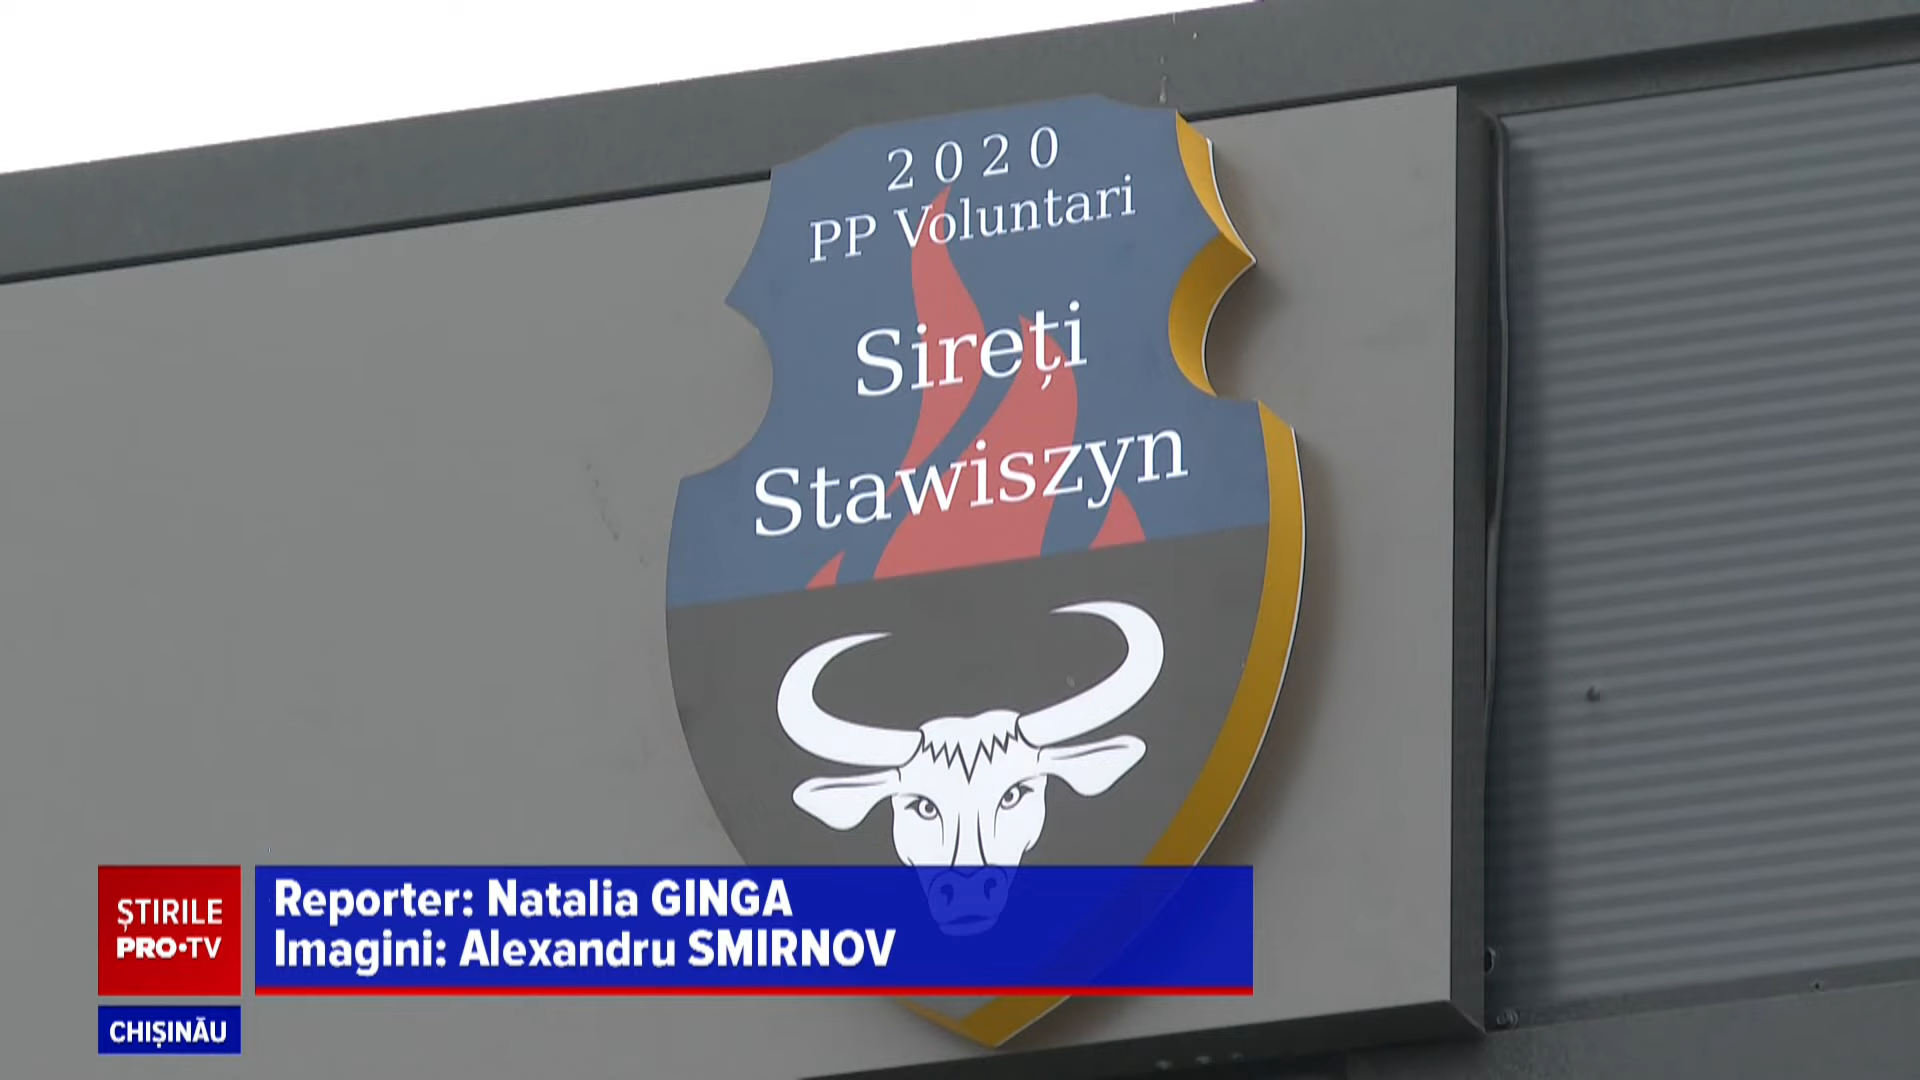 2020
PP Voluntari
Sireți
Stawiszyn
Reporter: Natalia GINGA
Imagini: Alexandru SMIRNOV
ȘTIRILE
PRO•TV
CHIȘINĂU